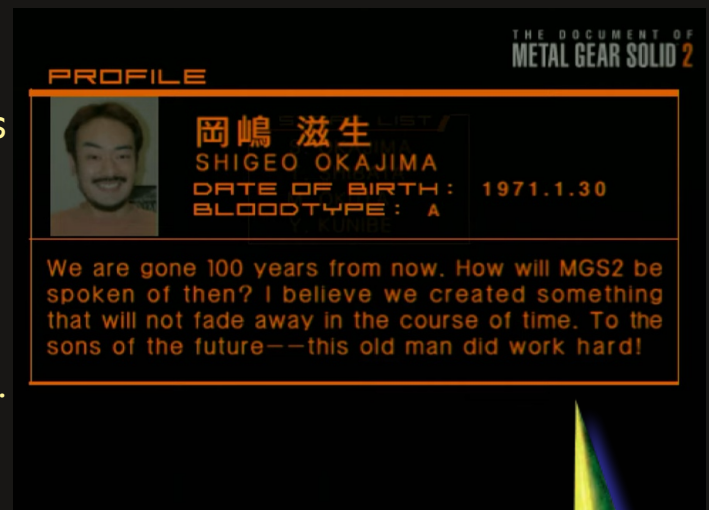 THE DOCUMENT OF
METAL GEAR SOLID 2
PROFILE
岡嶋 滋生
SHIGEO OKAJIMA
DATE OF BIRTH: 1971.1.30
BLOODTYPE: A
We are gone 100 years from now. How will MGS2 be
spoken of then? I believe we created something
that will not fade away in the course of time. To the
sons of the future——this old man did work hard!